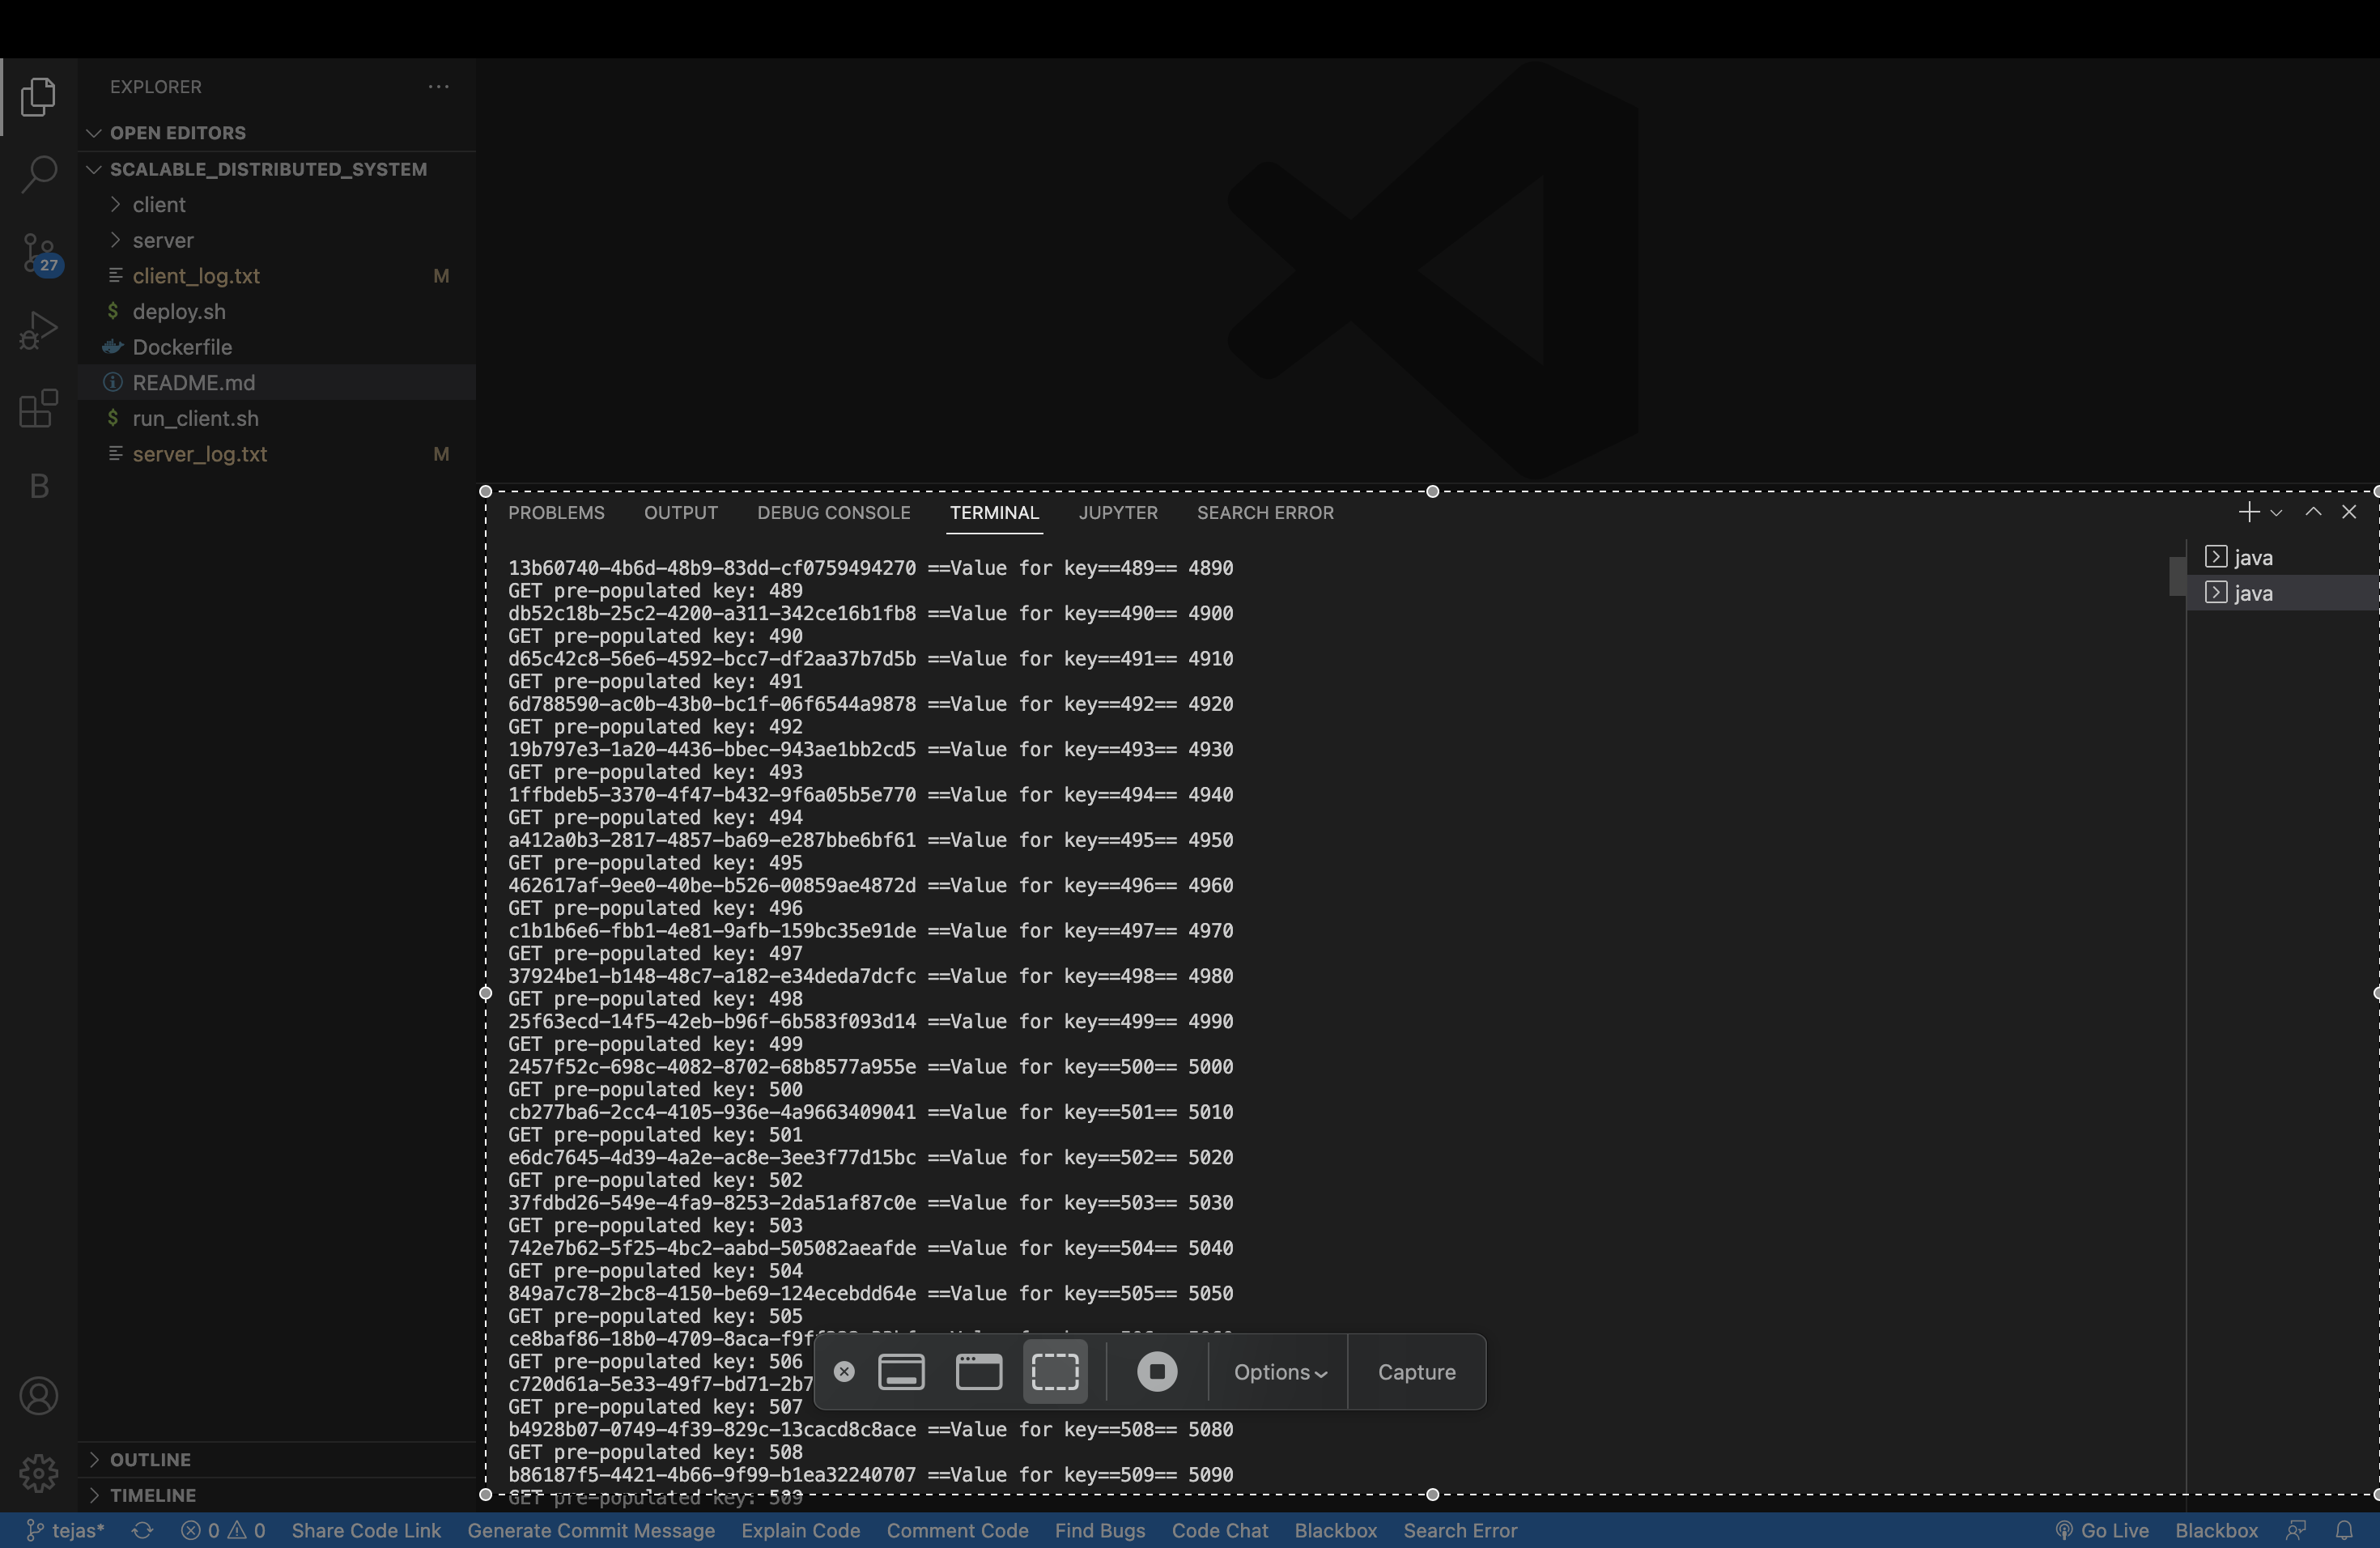 EXPLORER
OPEN EDITORS
SCALABLE_DISTRIBUTED_SYSTEM
client
server
27
client_log.txt M
deploy.sh
Dockerfile
README.md
run_client.sh
server_log.txt M
B
OUTLINE
TIMELINE
PROBLEMS OUTPUT DEBUG CONSOLE TERMINAL JUPYTER SEARCH ERROR
13b60740-4b6d-48b9-83dd-cf0759494270 ==Value for key==489== 4890
GET pre-populated key: 489
db52c18b-25c2-4200-a311-342ce16b1fb8 ==Value for key==490== 4900
GET pre-populated key: 490
d65c42c8-56e6-4592-bcc7-df2aa37b7d5b ==Value for key==491== 4910
GET pre-populated key: 491
6d788590-ac0b-43b0-bc1f-06f6544a9878 ==Value for key==492== 4920
GET pre-populated key: 492
19b797e3-1a20-4436-bbec-943ae1bb2cd5 ==Value for key==493== 4930
GET pre-populated key: 493
1ffbdeb5-3370-4f47-b432-9f6a05b5e770 ==Value for key==494== 4940
GET pre-populated key: 494
a412a0b3-2817-4857-ba69-e287bbe6bf61 ==Value for key==495== 4950
GET pre-populated key: 495
462617af-9ee0-40be-b526-00859ae4872d ==Value for key==496== 4960
GET pre-populated key: 496
c1b1b6e6-fbb1-4e81-9afb-159bc35e91de ==Value for key==497== 4970
GET pre-populated key: 497
37924be1-b148-48c7-a182-e34deda7dcfc ==Value for key==498== 4980
GET pre-populated key: 498
25f63ecd-14f5-42eb-b96f-6b583f093d14 ==Value for key==499== 4990
GET pre-populated key: 499
2457f52c-698c-4082-8702-68b8577a955e ==Value for key==500== 5000
GET pre-populated key: 500
cb277ba6-2cc4-4105-936e-4a9663409041 ==Value for key==501== 5010
GET pre-populated key: 501
e6dc7645-4d39-4a2e-ac8e-3ee3f77d15bc ==Value for key==502== 5020
GET pre-populated key: 502
37fdbd26-549e-4fa9-8253-2da51af87c0e ==Value for key==503== 5030
GET pre-populated key: 503
742e7b62-5f25-4bc2-aabd-505082aeafde ==Value for key==504== 5040
GET pre-populated key: 504
849a7c78-2bc8-4150-be69-124ecebdd64e ==Value for key==505== 5050
GET pre-populated key: 505
ce8baf86-18b0-4709-8aca-f9f
GET pre-populated key: 506
c720d61a-5e33-49f7-bd71-2b7
GET pre-populated key: 507
b4928b07-0749-4f39-829c-13cacd8c8ace ==Value for key==508== 5080
GET pre-populated key: 508
b86187f5-4421-4b66-9f99-b1ea32240707 ==Value for key==509== 5090
GET pre-populated key: 509
java
java
Options Capture
tejas* 0 0 Share Code Link Generate Commit Message Explain Code Comment Code Find Bugs Code Chat Blackbox Search Error Go Live Blackbox